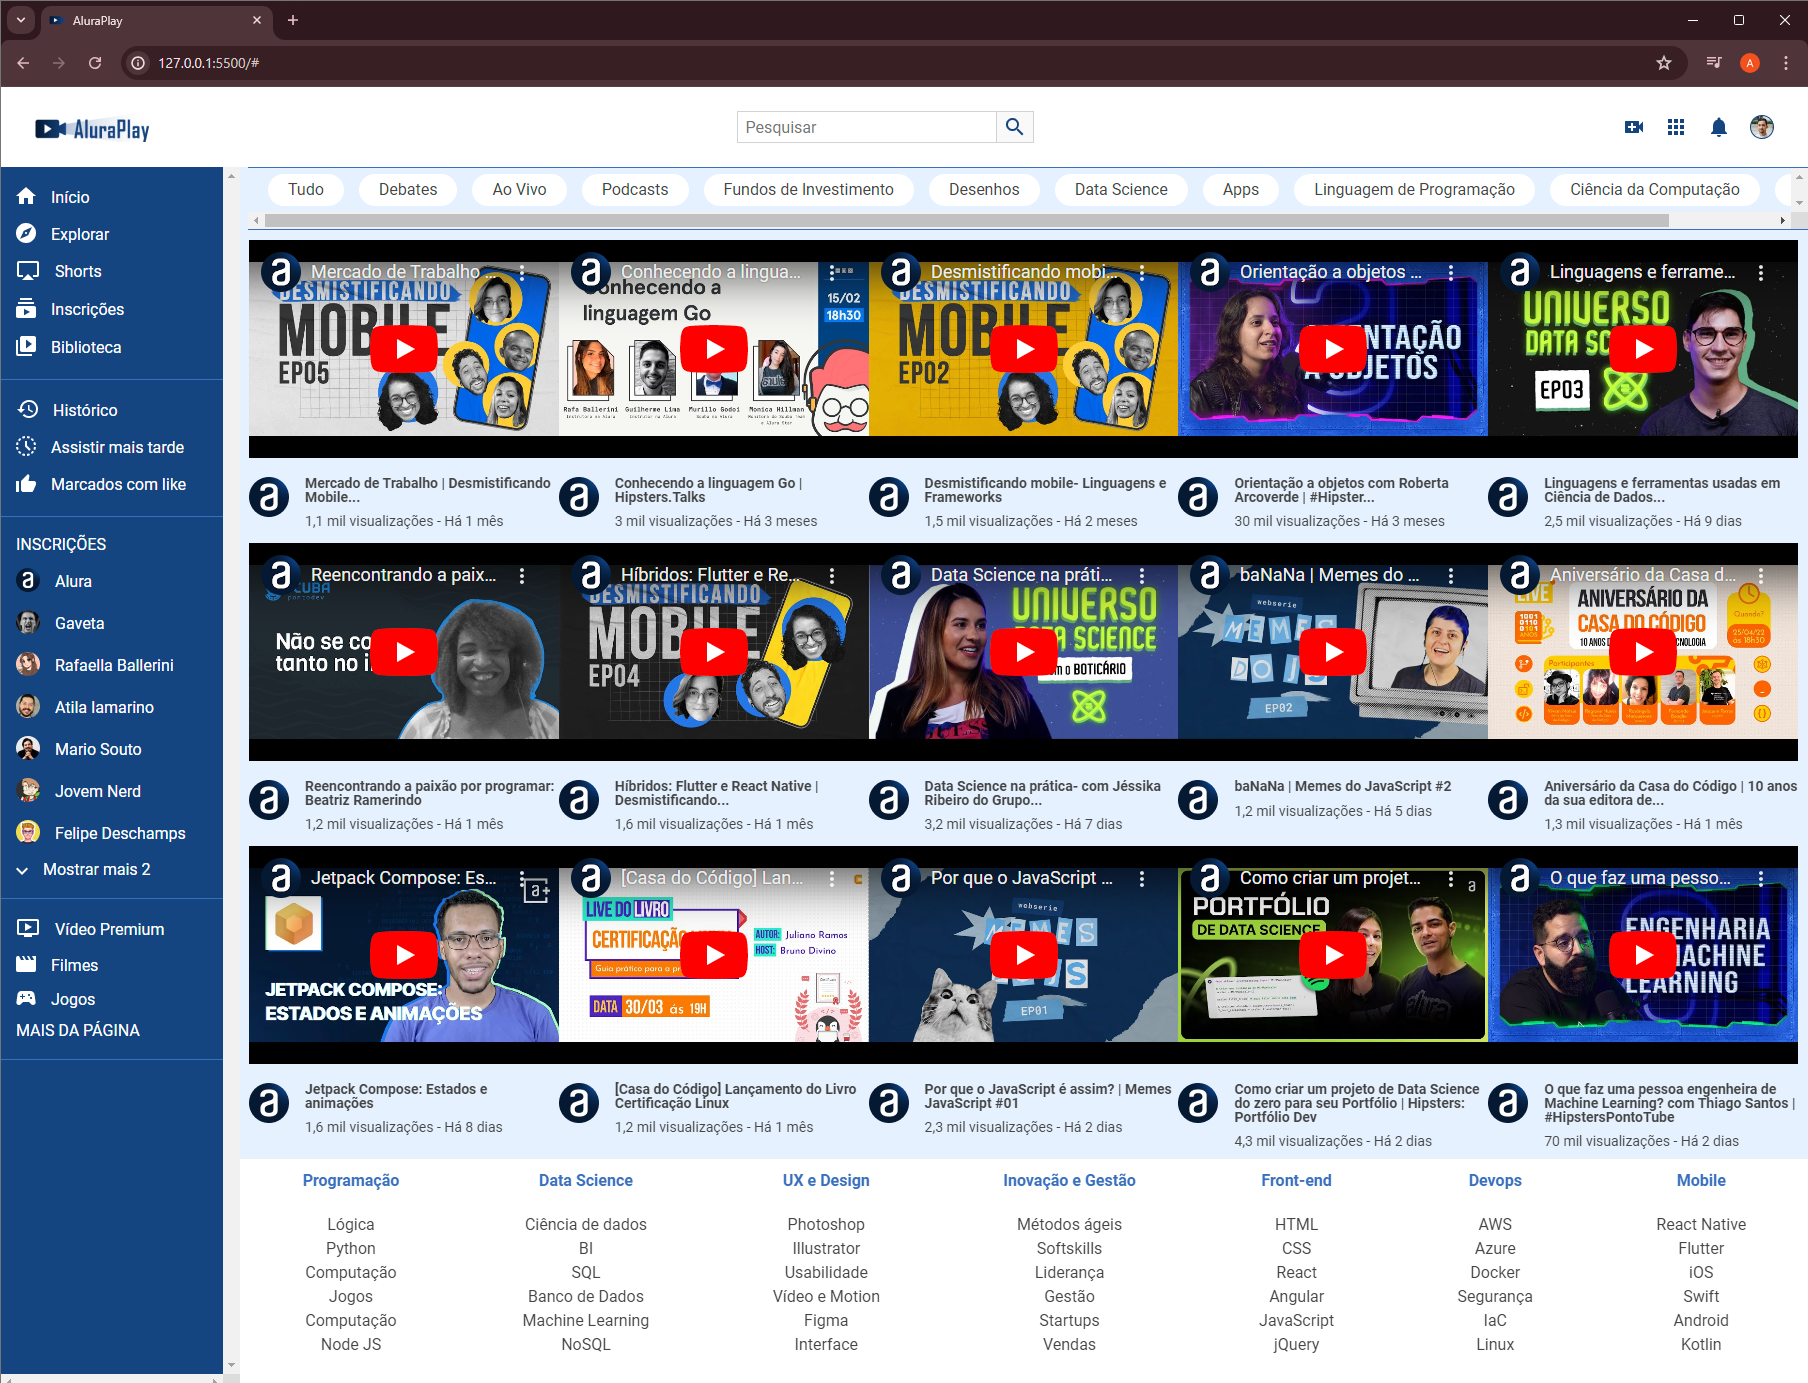 AluraPlay
127.0.0.1:5500/#
A
AluraPlay
Pesquisar
Início
Explorar
Shorts
Inscrições
Biblioteca
Histórico
Assistir mais tarde
Marcados com like
INSCRIÇÕES
Alura
Gaveta
Rafaella Ballerini
Atila Iamarino
Mario Souto
Jovem Nerd
Felipe Deschamps
Mostrar mais 2
Vídeo Premium
Filmes
Jogos
MAIS DA PÁGINA
Tudo
Debates
Ao Vivo
Podcasts
Fundos de Investimento
Desenhos
Data Science
Apps
Linguagem de Programação
Ciência da Computação
a Mercado de Trabalho ...
DESMISTIFICANDO
MOBILE
EP05
a Conhecendo a lingua...
Conhecendo a
linguagem Go
15/02
18h30
Rafa Ballerini
Guilherme Lima
Murillo Godoi
Monica Hillman
a Desmistificando mobi...
DESMISTIFICANDO
MOBILE
EP02
a Orientação a objetos ...
ORIENTAÇÃO
A OBJETOS
a Linguagens e ferrame...
UNIVERSO
DATA SC
EP03
a
Mercado de Trabalho | Desmistificando
Mobile...
1,1 mil visualizações - Há 1 mês
a
Conhecendo a linguagem Go |
Hipsters.Talks
3 mil visualizações - Há 3 meses
a
Desmistificando mobile- Linguagens e
Frameworks
1,5 mil visualizações - Há 2 meses
a
Orientação a objetos com Roberta
Arcoverde | #Hipster...
30 mil visualizações - Há 3 meses
a
Linguagens e ferramentas usadas em
Ciência de Dados...
2,5 mil visualizações - Há 9 dias
a Reencontrando a paix...
Não se co
tanto no i
a Híbridos: Flutter e Re...
DESMISTIFICANDO
MOBILE
EP04
a Data Science na práti...
UNIVERSO
DATA SCIENCE
com o BOTICÁRIO
a baNaNa | Memes do ...
webserie
MEMES
DO JS
EP02
a Aniversário da Casa d...
LIVE
ANIVERSÁRIO DA
CASA DO CÓDIGO
Quando?
25/04/22
às 18h30
Participantes
a
Reencontrando a paixão por programar:
Beatriz Ramerindo
1,2 mil visualizações - Há 1 mês
a
Híbridos: Flutter e React Native |
Desmistificando...
1,6 mil visualizações - Há 1 mês
a
Data Science na prática- com Jéssika
Ribeiro do Grupo...
3,2 mil visualizações - Há 7 dias
a
baNaNa | Memes do JavaScript #2
1,2 mil visualizações - Há 5 dias
a
Aniversário da Casa do Código | 10 anos
da sua editora de...
1,3 mil visualizações - Há 1 mês
a Jetpack Compose: Es...
a+
JETPACK COMPOSE:
ESTADOS E ANIMAÇÕES
a [Casa do Código] Lan...
LIVE DO LIVRO
CERTIFICAÇÃO
Guia prático para a pr
AUTOR: Juliano Ramos
HOST: Bruno Divino
DATA 30/03 às 19H
a Por que o JavaScript ...
webserie
MEMES
EP01
a Como criar um projet...
a
PORTFÓLIO
DE DATA SCIENCE
a O que faz uma pesso...
ENGENHARIA
MACHINE
LEARNING
a
Jetpack Compose: Estados e
animações
1,6 mil visualizações - Há 8 dias
a
[Casa do Código] Lançamento do Livro
Certificação Linux
1,2 mil visualizações - Há 1 mês
a
Por que o JavaScript é assim? | Memes
JavaScript #01
2,3 mil visualizações - Há 2 dias
a
Como criar um projeto de Data Science
do zero para seu Portfólio | Hipsters:
Portfólio Dev
4,3 mil visualizações - Há 2 dias
a
O que faz uma pessoa engenheira de
Machine Learning? com Thiago Santos |
#HipstersPontoTube
70 mil visualizações - Há 2 dias
Programação
Lógica
Python
Computação
Jogos
Computação
Node JS
Data Science
Ciência de dados
BI
SQL
Banco de Dados
Machine Learning
NoSQL
UX e Design
Photoshop
Illustrator
Usabilidade
Vídeo e Motion
Figma
Interface
Inovação e Gestão
Métodos ágeis
Softskills
Liderança
Gestão
Startups
Vendas
Front-end
HTML
CSS
React
Angular
JavaScript
jQuery
Devops
AWS
Azure
Docker
Segurança
IaC
Linux
Mobile
React Native
Flutter
iOS
Swift
Android
Kotlin